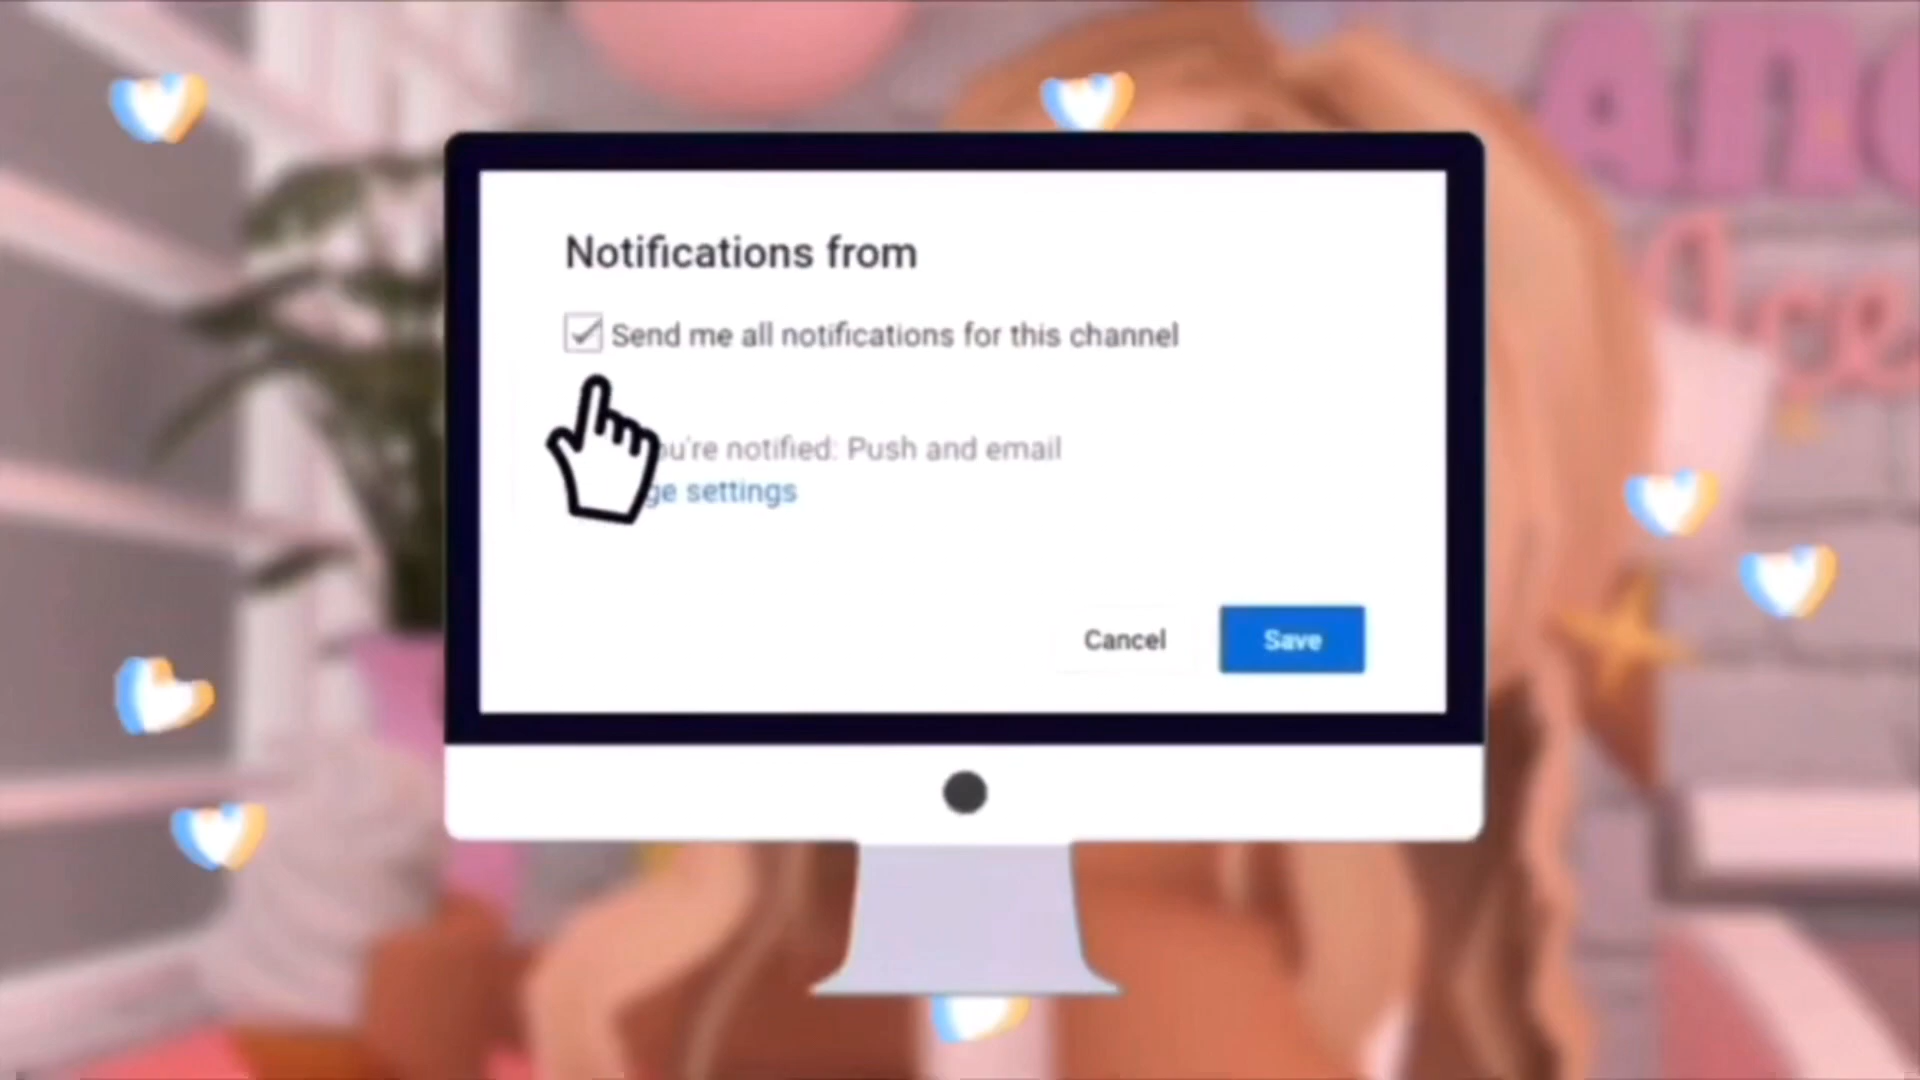 Notifications from
Send me all notifications for this channel
u're notified: Push and email
ge settings
Cancel
Save